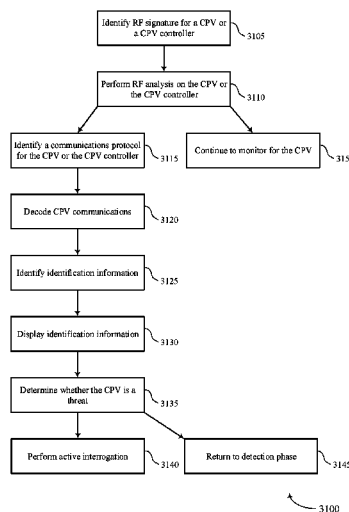 Identify RF signature for a CPV or
a CPV controller
3105
Perform RF analysis on the CPV or
the CPV controller
3110
Identify a communications protocol
for the CPV or the CPV controller
3115
Continue to monitor for the CPV
315
Decode CPV communications
3120
Identify identification information
3125
Display identification information
3130
Determine whether the CPV is a
threat
3135
Perform active interrogation
3140
Return to detection phase
3145
3100